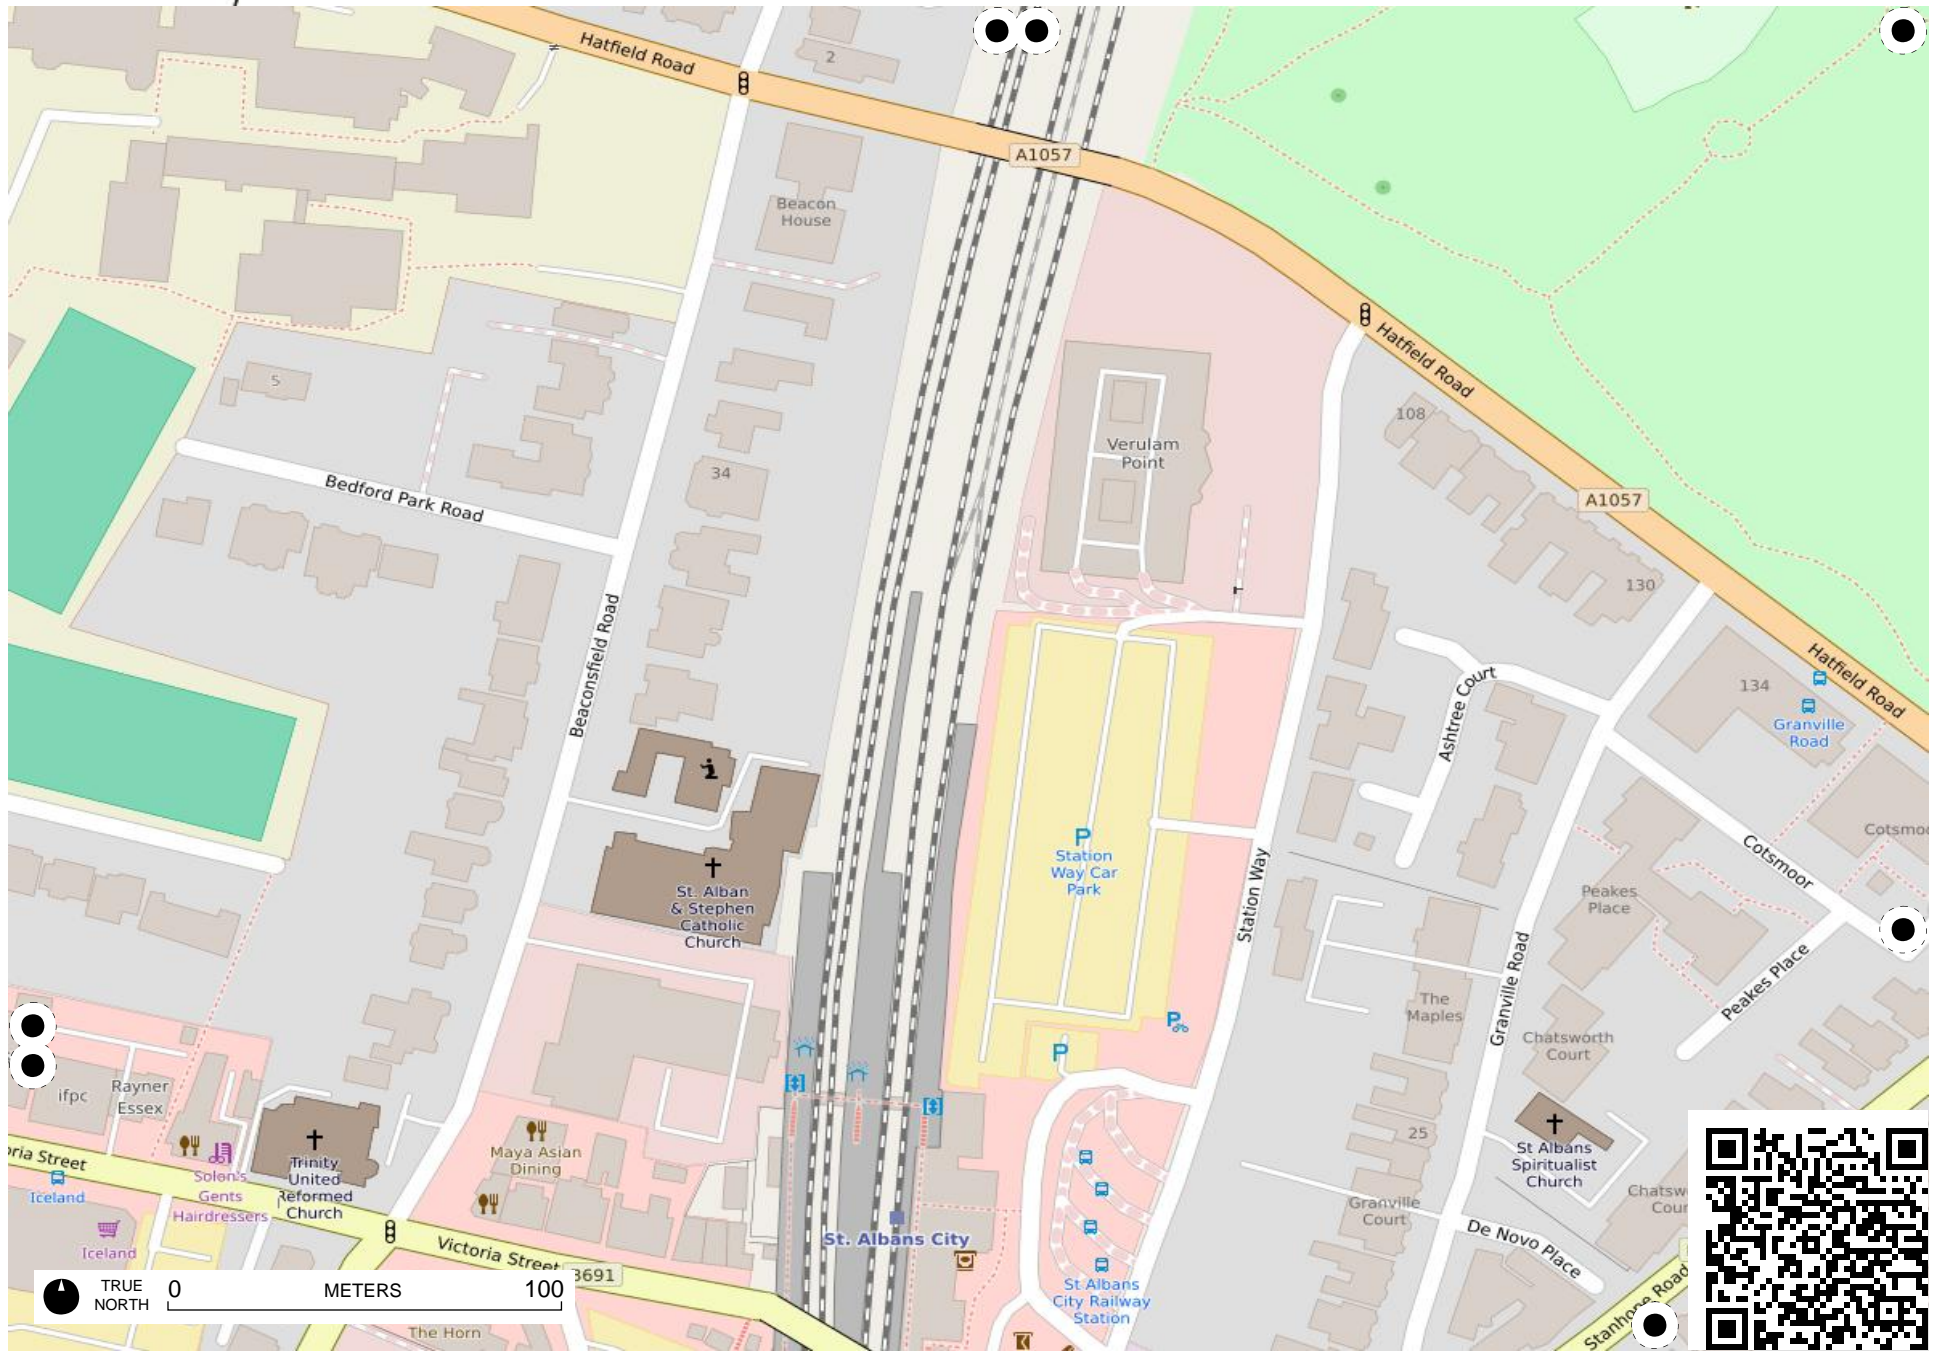 Hatfield Road
2
A1057
Beacon
House
Hatfield Road
5
34
108
Verulam
Point
Bedford Park Road
A1057
130
Beaconsfield Road
Ashtree Court
134
Hatfield Road
Granville
Road
P
Station
Way Car
Park
Cotsmoor
St. Alban
& Stephen
Catholic
Church
Station Way
Peakes
Place
Granville Road
Peakes Place
The
Maples
P
P
Chatsworth
Court
ifpc
Rayner
Essex
25
Maya Asian
Dining
St Albans
Spiritualist
Church
Street
Iceland
Solon's
Gents
Hairdressers
Trinity
United
Reformed
Church
Granville
Court
De Novo Place
Iceland
Victoria Street
St. Albans City
St Albans
City Railway
Station
Stanhope Road
TRUE
NORTH
0 METERS 100
The Horn